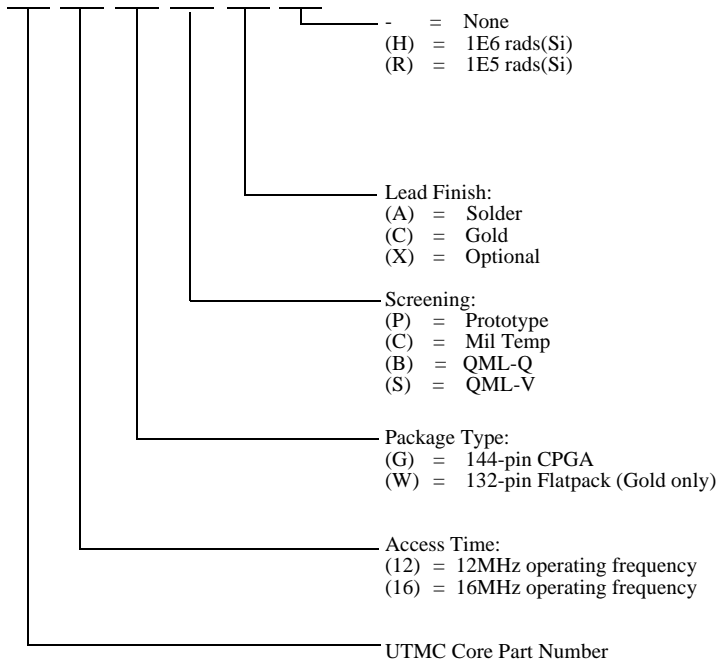 - = None
(H) = 1E6 rads(Si)
(R) = 1E5 rads(Si)
Lead Finish:
(A) = Solder
(C) = Gold
(X) = Optional
Screening:
(P) = Prototype
(C) = Mil Temp
(B) = QML-Q
(S) = QML-V
Package Type:
(G) = 144-pin CPGA
(W) = 132-pin Flatpack (Gold only)
Access Time:
(12) = 12MHz operating frequency
(16) = 16MHz operating frequency
UTMC Core Part Number